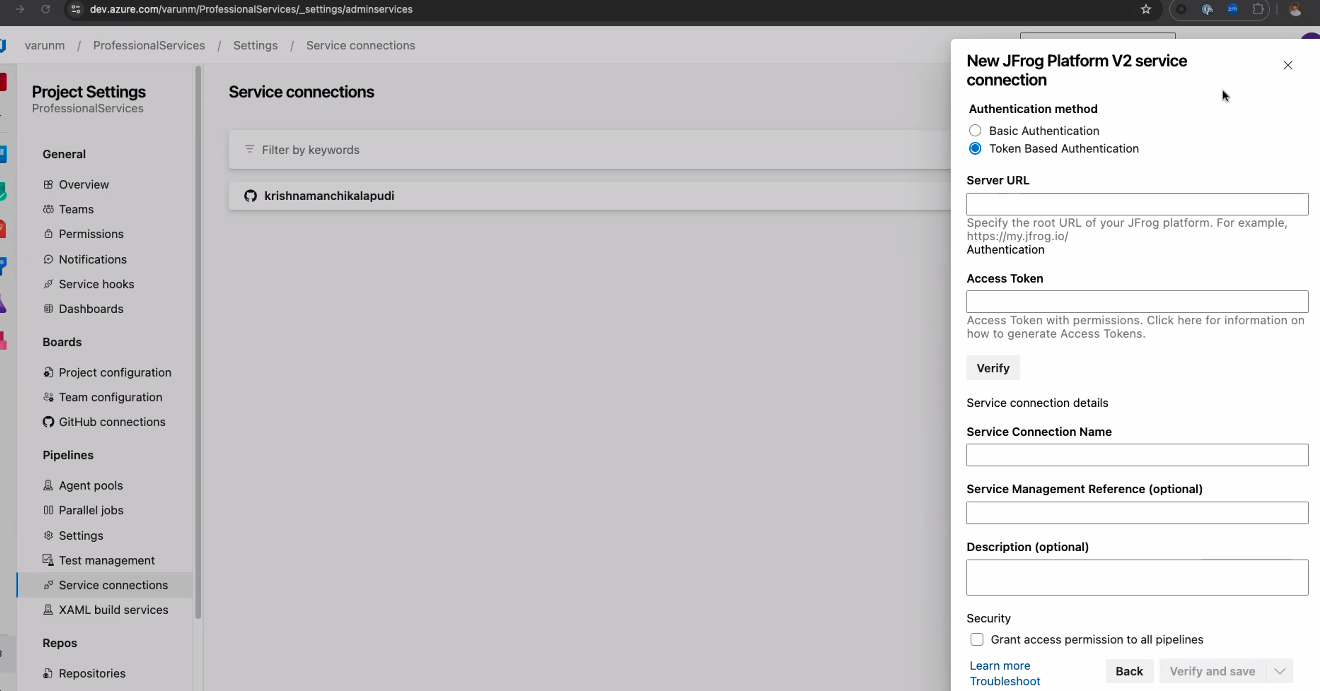 dev.azure.com/varunm/ProfessionalServices/_settings/adminservices
varunm / ProfessionalServices / Settings / Service connections
Project Settings
ProfessionalServices
General
Overview
Teams
Permissions
Notifications
Service hooks
Dashboards
Boards
Project configuration
Team configuration
GitHub connections
Pipelines
Agent pools
Parallel jobs
Settings
Test management
Service connections
XAML build services
Repos
Repositories
Service connections
Filter by keywords
krishnamanchikalapudi
New JFrog Platform V2 service
connection
Authentication method
Basic Authentication
Token Based Authentication
Server URL
Specify the root URL of your JFrog platform. For example,
https://my.jfrog.io/
Authentication
Access Token
Access Token with permissions. Click here for information on
how to generate Access Tokens.
Verify
Service connection details
Service Connection Name
Service Management Reference (optional)
Description (optional)
Security
Grant access permission to all pipelines
Learn more
Troubleshoot
Back
Verify and save